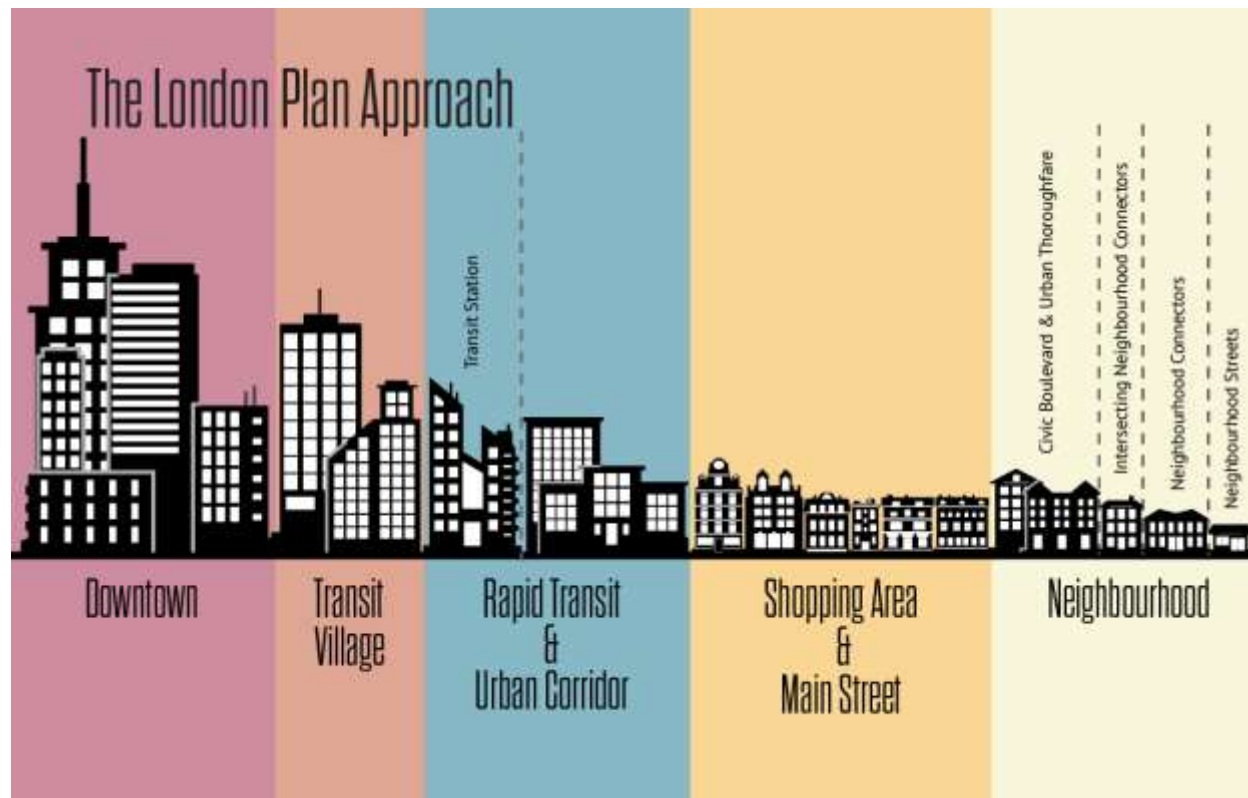 The London Plan Approach
Transit Station
Civic Boulevard & Urban Thoroughfare
Intersecting Neighbourhood Connectors
Neighbourhood Connectors
Neighbourhood Streets
Downtown
Transit
Village
Rapid Transit
&
Urban Corridor
Shopping Area
&
Main Street
Neighbourhood